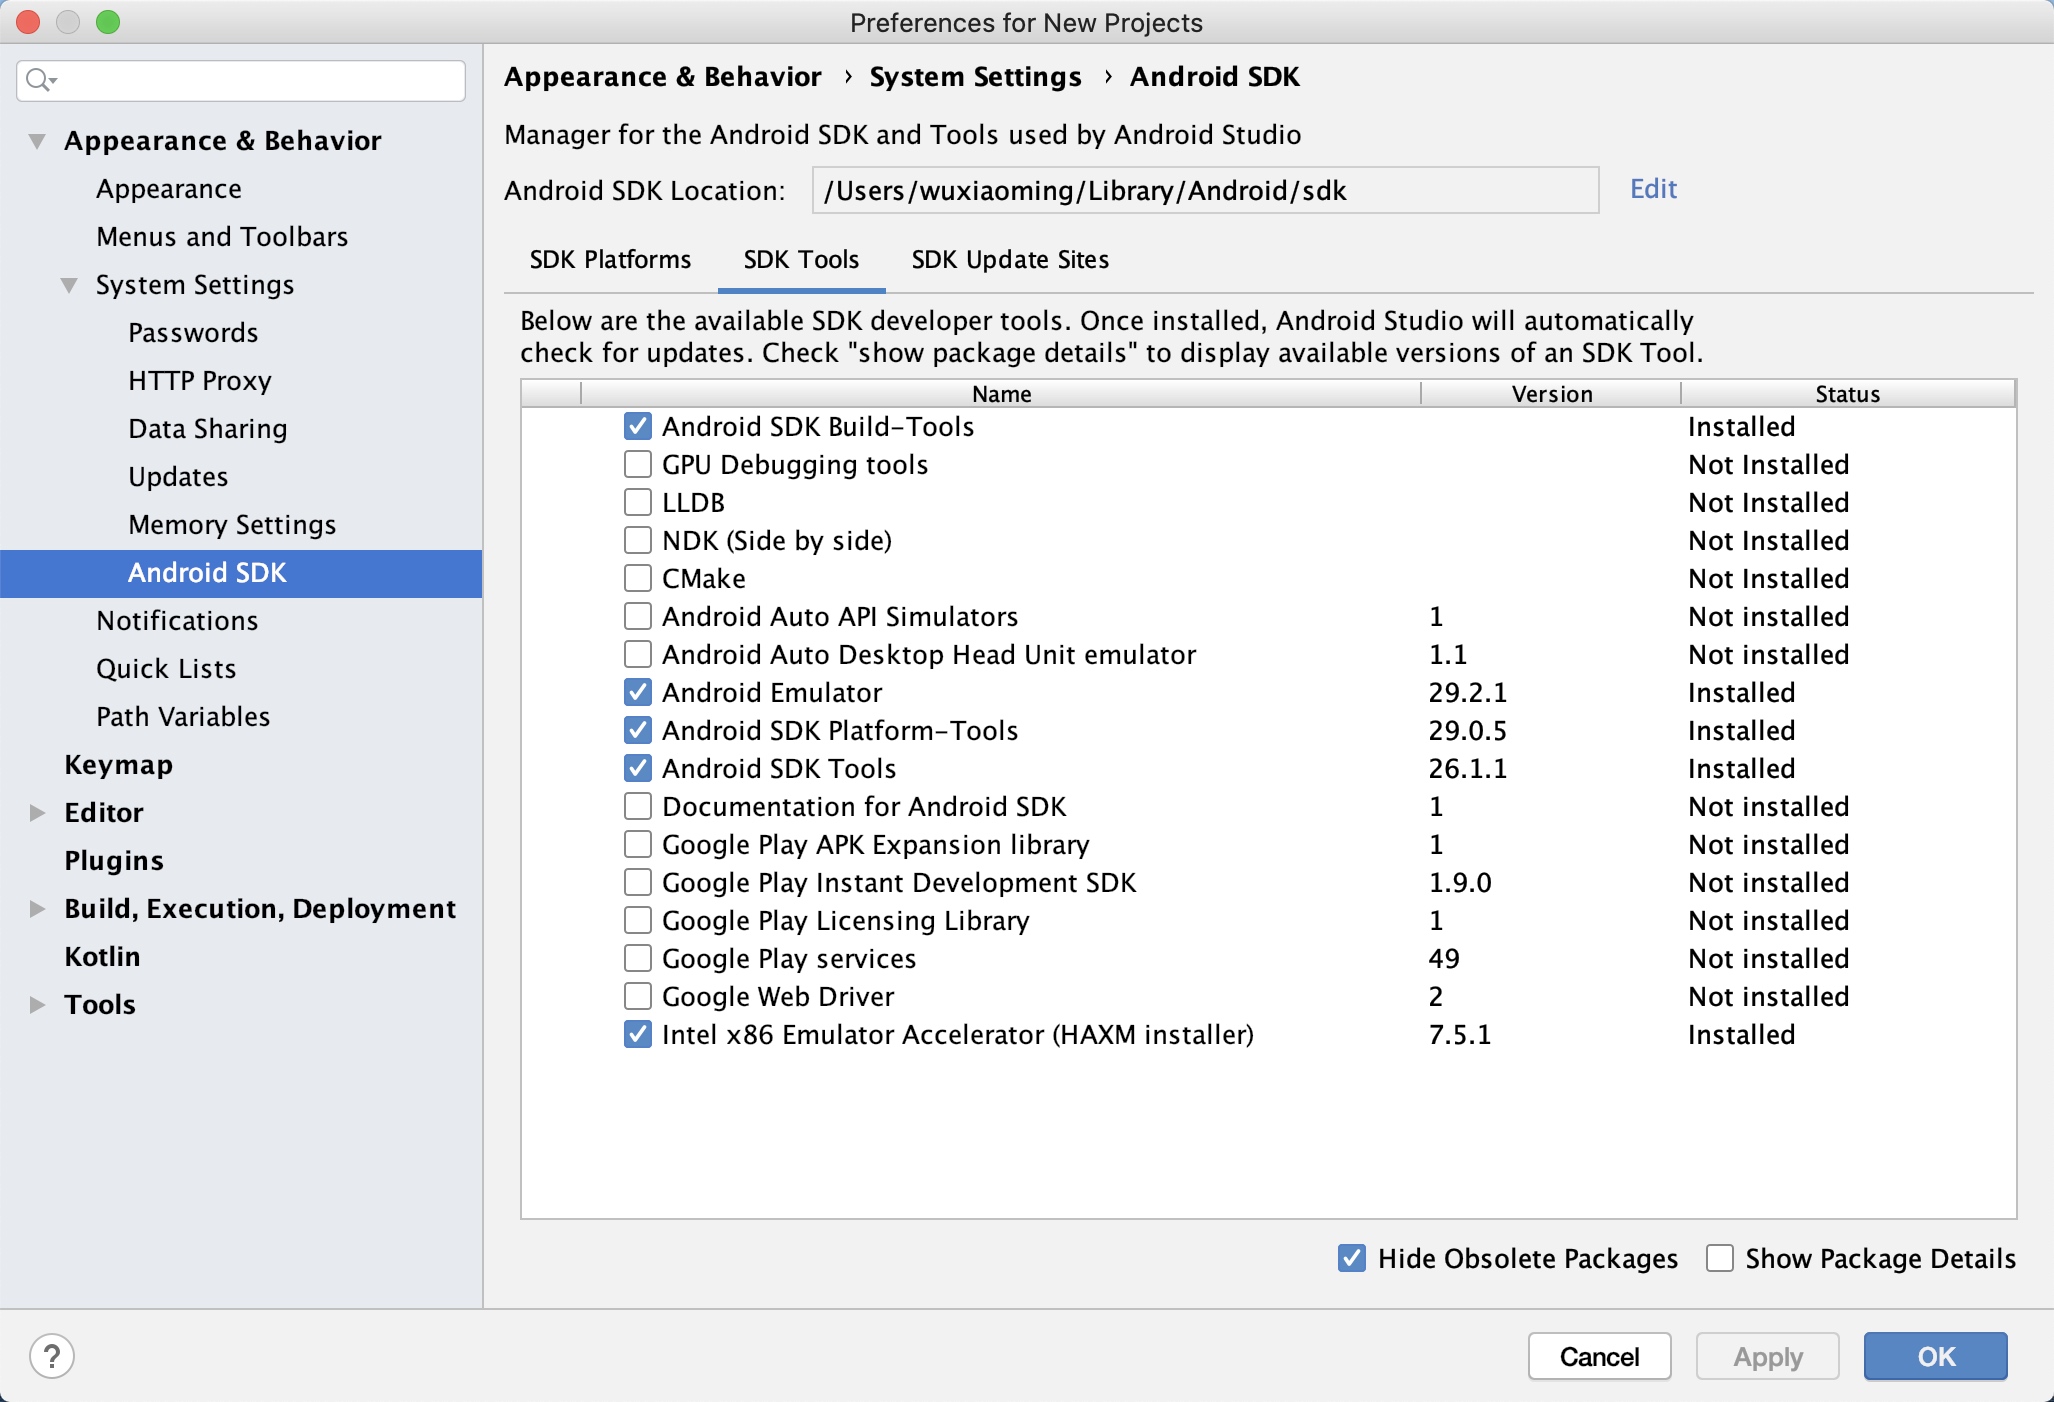 Preferences for New Projects
Appearance & Behavior
Appearance
Menus and Toolbars
System Settings
Passwords
HTTP Proxy
Data Sharing
Updates
Memory Settings
Android SDK
Notifications
Quick Lists
Path Variables
Keymap
Editor
Plugins
Build, Execution, Deployment
Kotlin
Tools
Appearance & Behavior › System Settings › Android SDK
Manager for the Android SDK and Tools used by Android Studio
Android SDK Location: /Users/wuxiaoming/Library/Android/sdk Edit
SDK Platforms SDK Tools SDK Update Sites
Below are the available SDK developer tools. Once installed, Android Studio will automatically
check for updates. Check "show package details" to display available versions of an SDK Tool.
Name Version Status
Android SDK Build-Tools Installed
GPU Debugging tools Not Installed
LLDB Not Installed
NDK (Side by side) Not Installed
CMake Not Installed
Android Auto API Simulators 1 Not installed
Android Auto Desktop Head Unit emulator 1.1 Not installed
Android Emulator 29.2.1 Installed
Android SDK Platform-Tools 29.0.5 Installed
Android SDK Tools 26.1.1 Installed
Documentation for Android SDK 1 Not installed
Google Play APK Expansion library 1 Not installed
Google Play Instant Development SDK 1.9.0 Not installed
Google Play Licensing Library 1 Not installed
Google Play services 49 Not installed
Google Web Driver 2 Not installed
Intel x86 Emulator Accelerator (HAXM installer) 7.5.1 Installed
Hide Obsolete Packages Show Package Details
? Cancel Apply OK